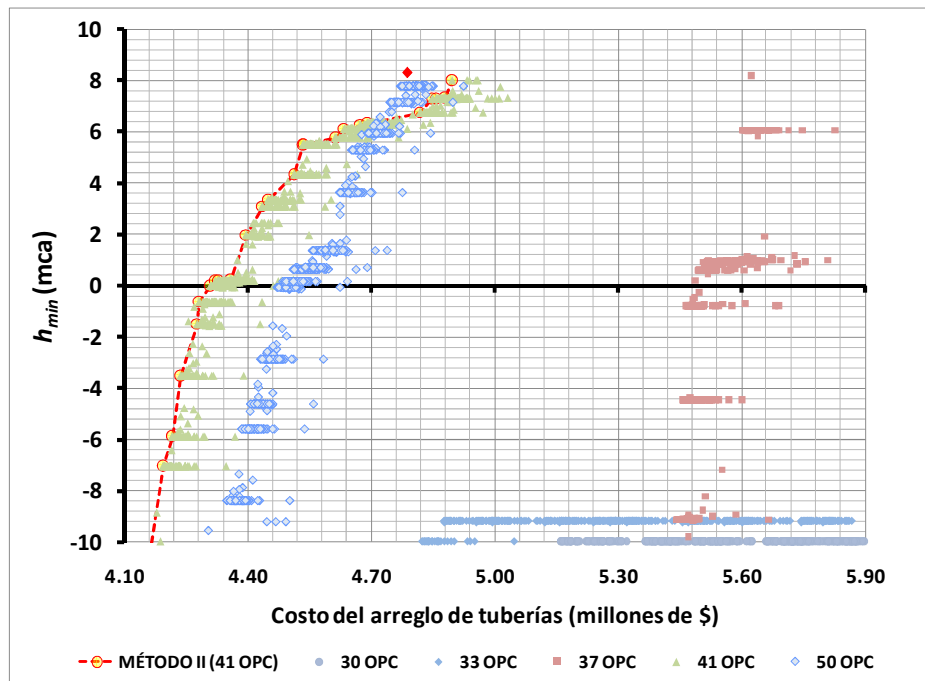 10
8
6
4
2
0
-2
-4
-6
-8
-10
h_min (mca)
4.10 4.40 4.70 5.00 5.30 5.60 5.90
Costo del arreglo de tuberías (millones de $)
MÉTODO II (41 OPC) 30 OPC 33 OPC 37 OPC 41 OPC 50 OPC